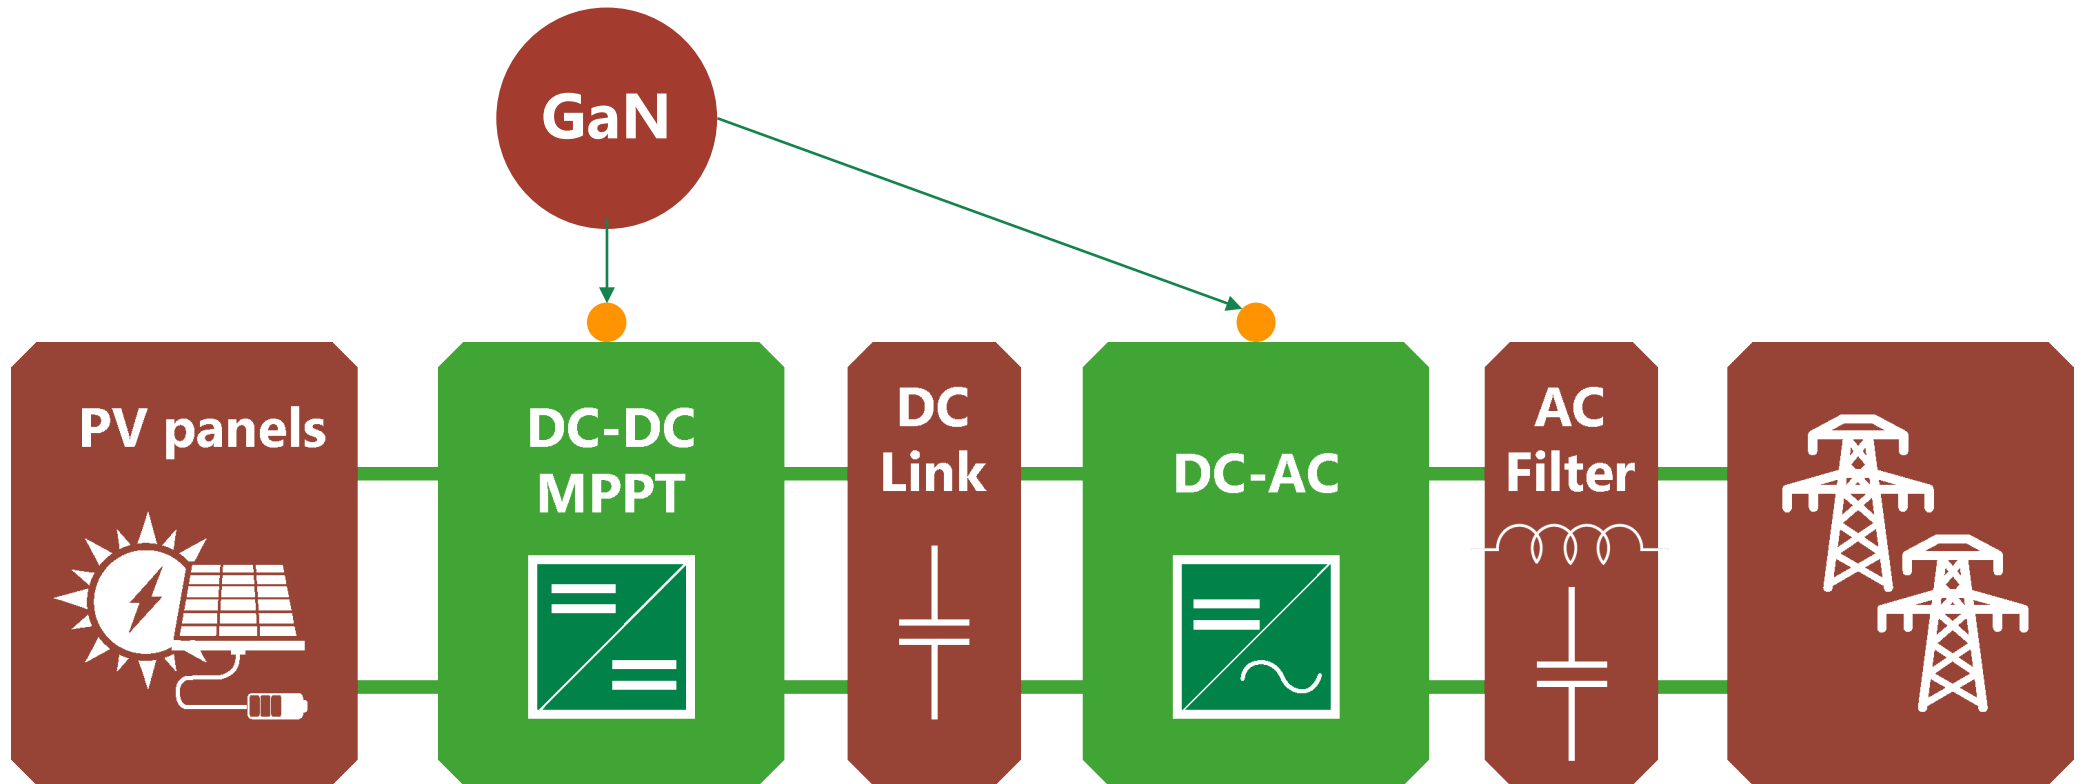 GaN
PV panels
DC-DC
MPPT
DC
Link
DC-AC
AC
Filter